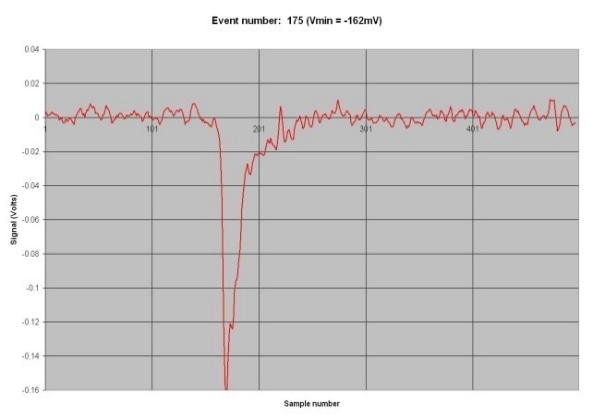 Event number: 175 (Vmin = -162mV)
0.04
0.02
0
-0.02
-0.04
-0.06
-0.08
-0.1
-0.12
-0.14
-0.16
1 101 201 301 401
Signal (Volts)
Sample number